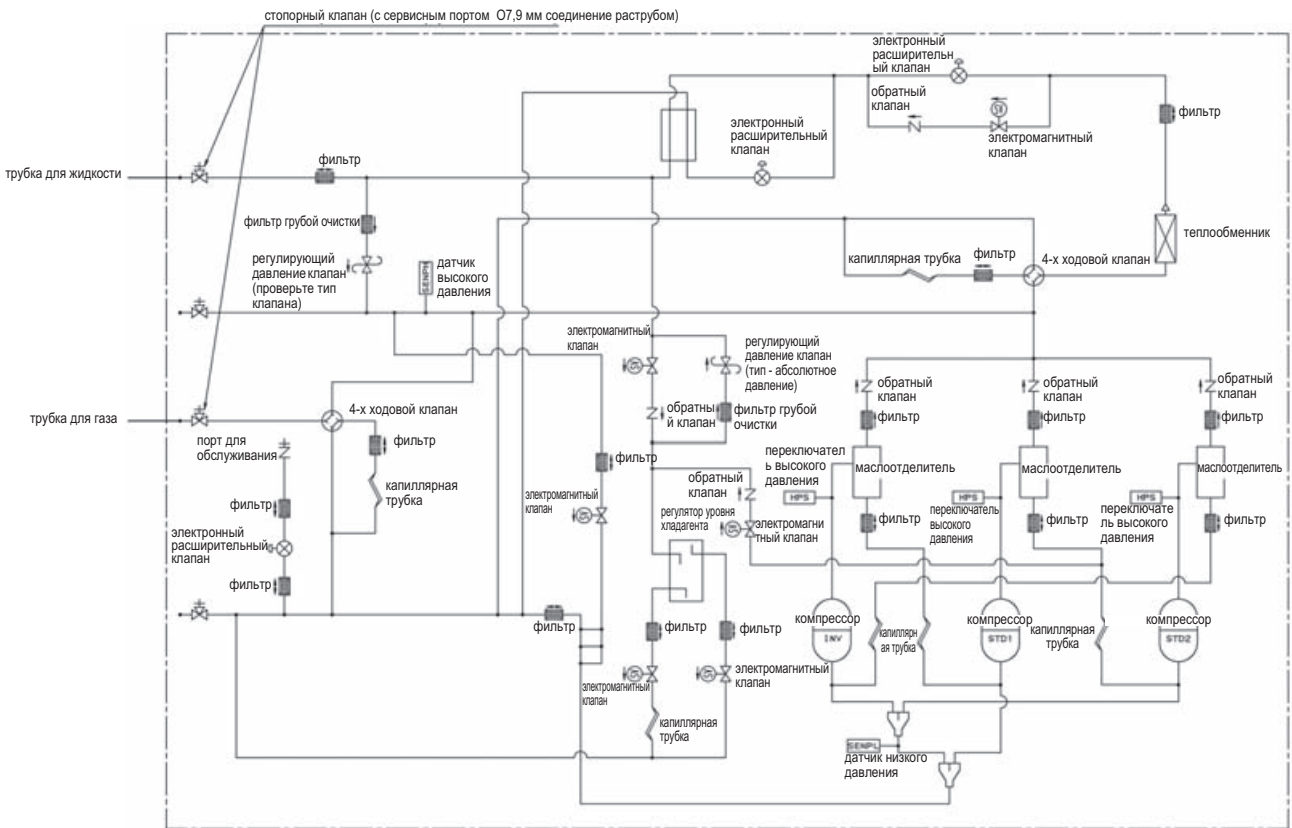 стопорный клапан (с сервисным портом О7,9 мм соединение раструбом)
электронный
расширительн
ый клапан
обратный
клапан
SV
электромагнитный
клапан
фильтр
электронный
расширительный
клапан
фильтр
трубка для жидкости
фильтр грубой очистки
регулирующий
давление клапан
(проверьте тип
клапана)
SENPH
датчик
высокого
давления
капиллярная трубка
фильтр
4-х ходовой клапан
теплообменник
электромагнитный
клапан
SV
регулирующий
давление клапан
(тип - абсолютное
давление)
обратны
й клапан
фильтр грубой
очистки
обратный
клапан
фильтр
обратный
клапан
фильтр
обратный
клапан
фильтр
трубка для газа
4-х ходовой клапан
фильтр
капиллярная
трубка
порт для
обслуживания
фильтр
электронный
расширительный
клапан
фильтр
фильтр
электромагнитный
клапан
SV
переключател
ь высокого
давления
HPS
маслоотделитель
фильтр
HPS
переключатель
высокого
давления
маслоотделитель
фильтр
HPS
переключате
ль высокого
давления
маслоотделитель
фильтр
обратный
клапан
регулятор уровня
хладагента
SV
электромагни
тный клапан
фильтр
фильтр
фильтр
SV
электромагнитный
клапан
SV
электромагнитный
клапан
капиллярная
трубка
компрессор
INV
капиллярн
ая трубка
компрессор
STD1
капиллярная
трубка
компрессор
STD2
SENPL
датчик низкого
давления